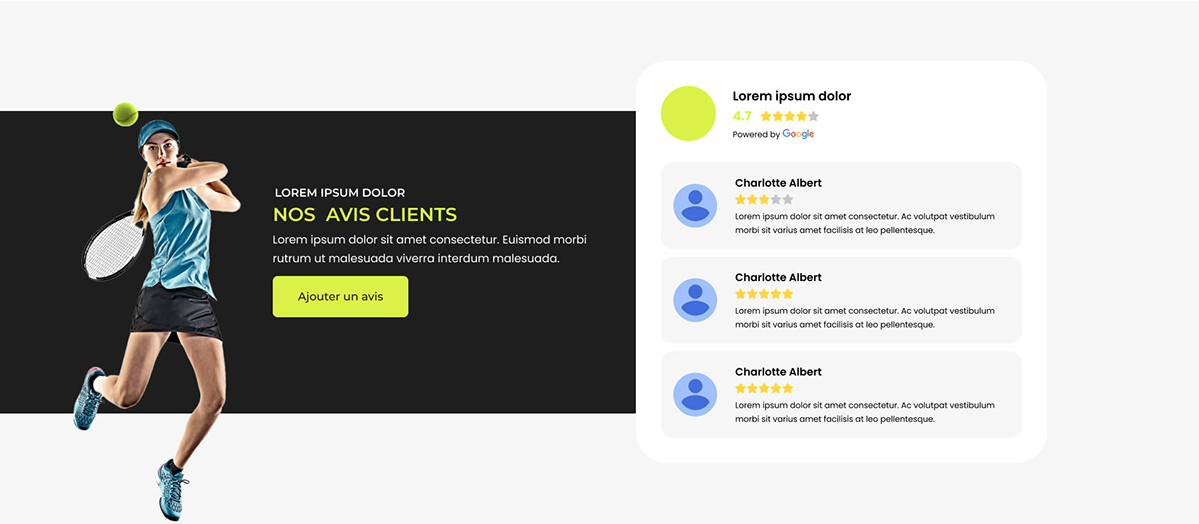 LOREM IPSUM DOLOR
NOS AVIS CLIENTS
Lorem ipsum dolor sit amet consectetur. Euismod morbi
rutrum ut malesuada viverra interdum malesuada.
Ajouter un avis
Lorem ipsum dolor
4.7
Powered by Google
Charlotte Albert
Lorem ipsum dolor sit amet consectetur. Ac volutpat vestibulum
morbi sit varius amet facilisis at leo pellentesque.
Charlotte Albert
Lorem ipsum dolor sit amet consectetur. Ac volutpat vestibulum
morbi sit varius amet facilisis at leo pellentesque.
Charlotte Albert
Lorem ipsum dolor sit amet consectetur. Ac volutpat vestibulum
morbi sit varius amet facilisis at leo pellentesque.